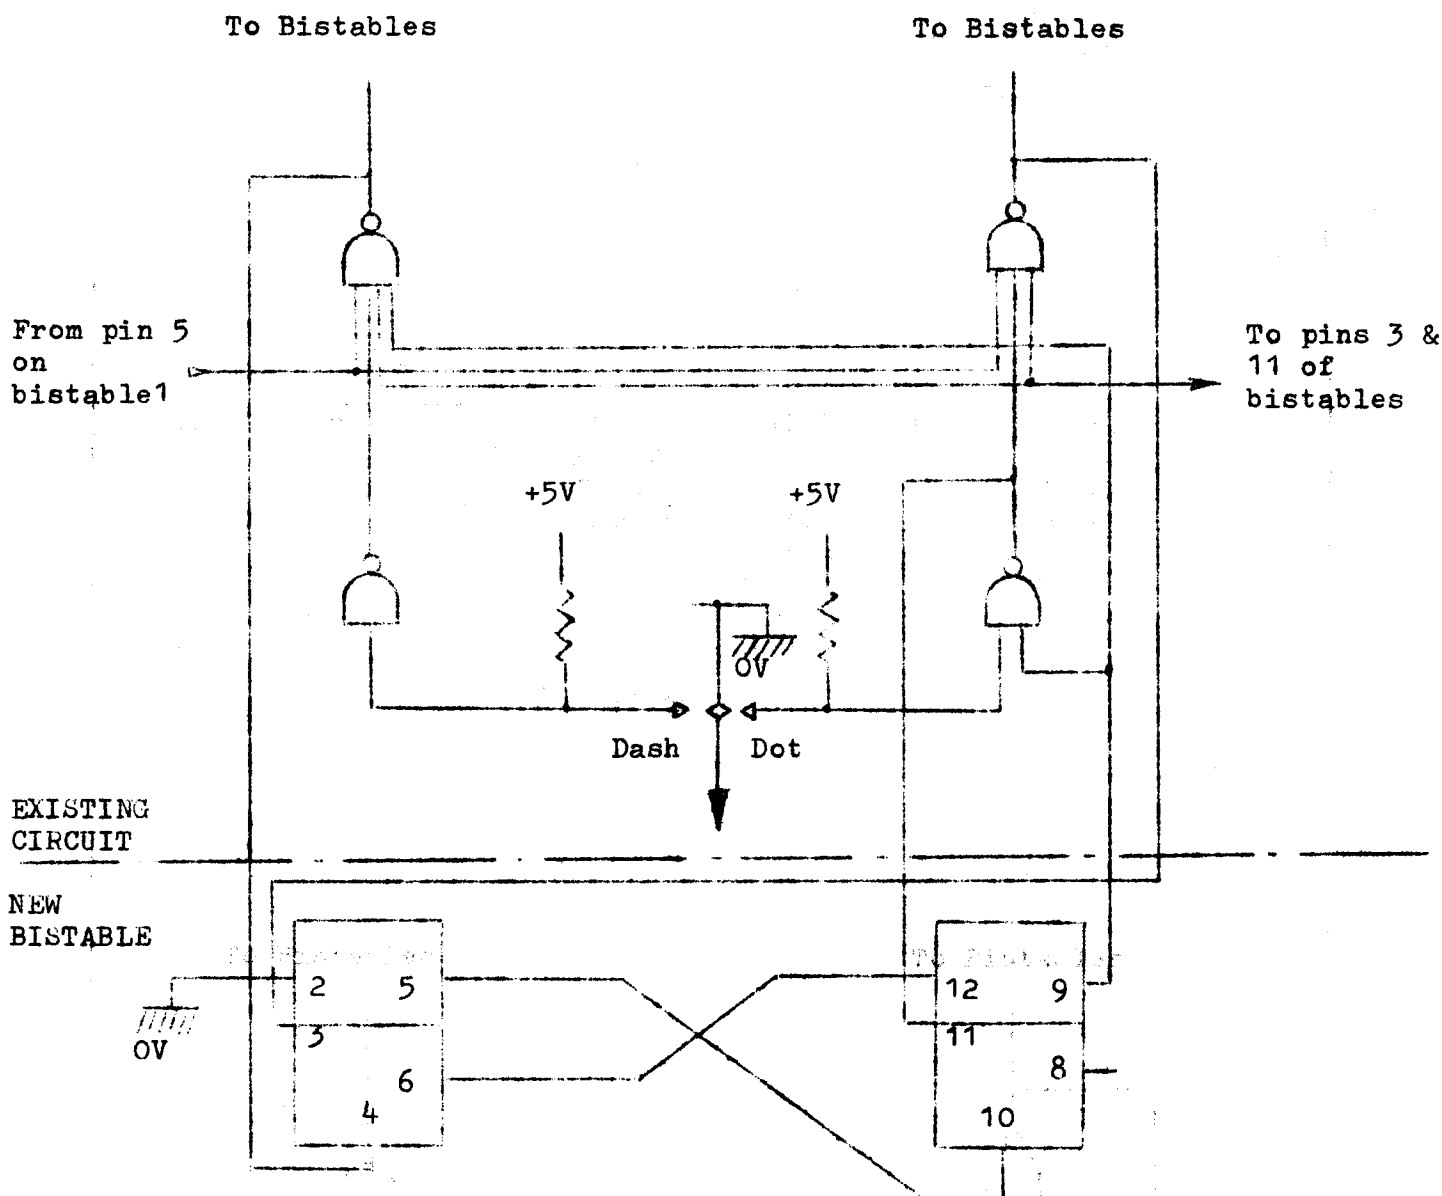 To Bistables
To Bistables
From pin 5
on
bistable1
To pins 3 &
11 of
bistables
+5V
+5V
0V
Dash
Dot
EXISTING
CIRCUIT
NEW
BISTABLE
2
5
3
6
4
0V
12
9
11
8
10